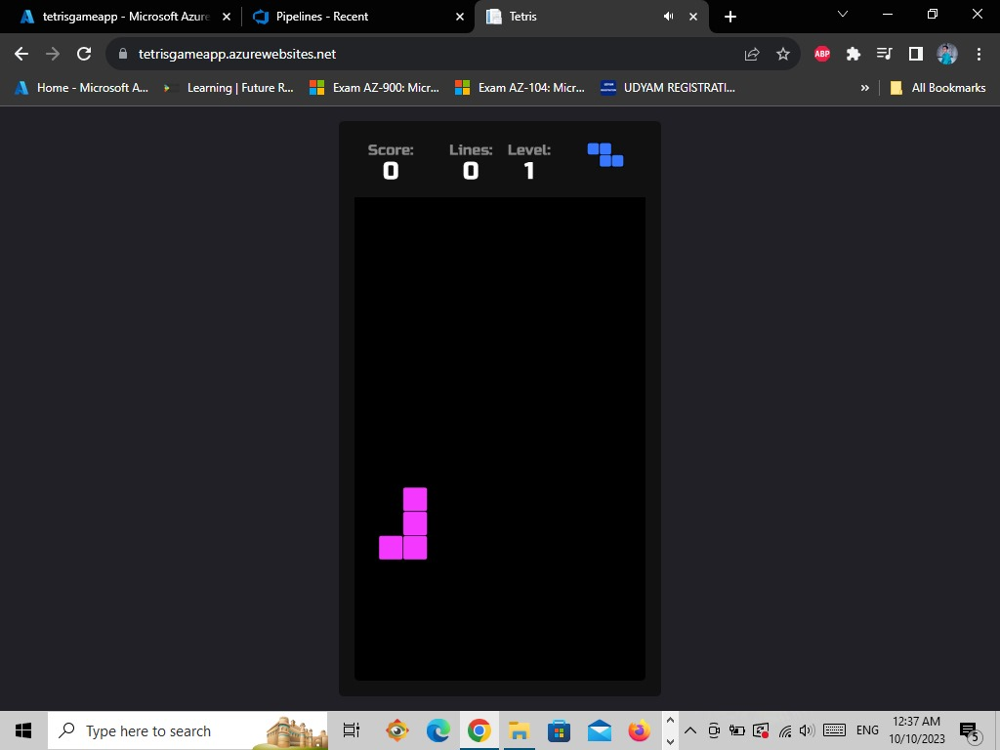 tetrisgameapp - Microsoft Azure
Pipelines - Recent
Tetris
tetrisgameapp.azurewebsites.net
ABP
Home - Microsoft A...
Learning | Future R...
Exam AZ-900: Micr...
Exam AZ-104: Micr...
UDYAM REGISTRATI...
»
All Bookmarks
Score:
0
Lines:
0
Level:
1
Type here to search
ENG
12:37 AM
10/10/2023
5